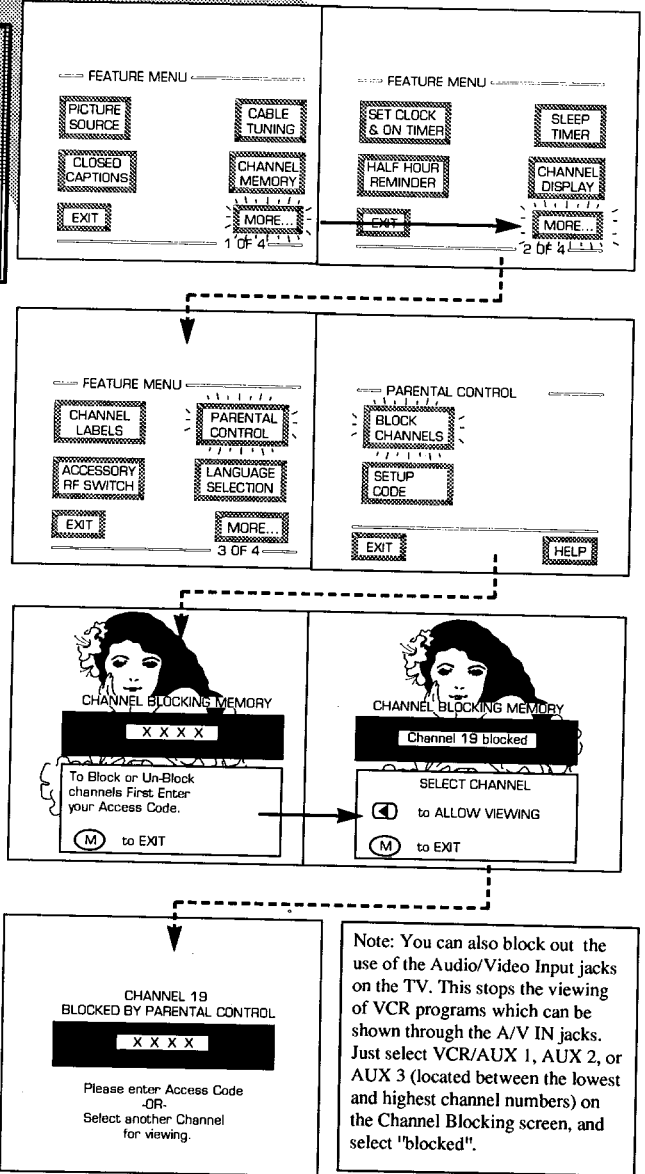 FEATURE MENU
PICTURE SOURCE
CABLE TUNING
CLOSED CAPTIONS
CHANNEL MEMORY
EXIT
MORE...
1 OF 4
FEATURE MENU
SET CLOCK & ON TIMER
SLEEP TIMER
HALF HOUR REMINDER
CHANNEL DISPLAY
EXIT
MORE...
2 OF 4
FEATURE MENU
CHANNEL LABELS
PARENTAL CONTROL
ACCESSORY RF SWITCH
LANGUAGE SELECTION
EXIT
MORE...
3 OF 4
PARENTAL CONTROL
BLOCK CHANNELS
SETUP CODE
EXIT
HELP
CHANNEL BLOCKING MEMORY
X X X X
To Block or Un-Block
channels First Enter
your Access Code.
M to EXIT
CHANNEL BLOCKING MEMORY
Channel 19 blocked
SELECT CHANNEL
to ALLOW VIEWING
M to EXIT
CHANNEL 19
BLOCKED BY PARENTAL CONTROL
X X X X
Please enter Access Code
-OR-
Select another Channel
for viewing.
Note: You can also block out the
use of the Audio/Video Input jacks
on the TV. This stops the viewing
of VCR programs which can be
shown through the A/V IN jacks.
Just select VCR/AUX 1, AUX 2, or
AUX 3 (located between the lowest
and highest channel numbers) on
the Channel Blocking screen, and
select "blocked".